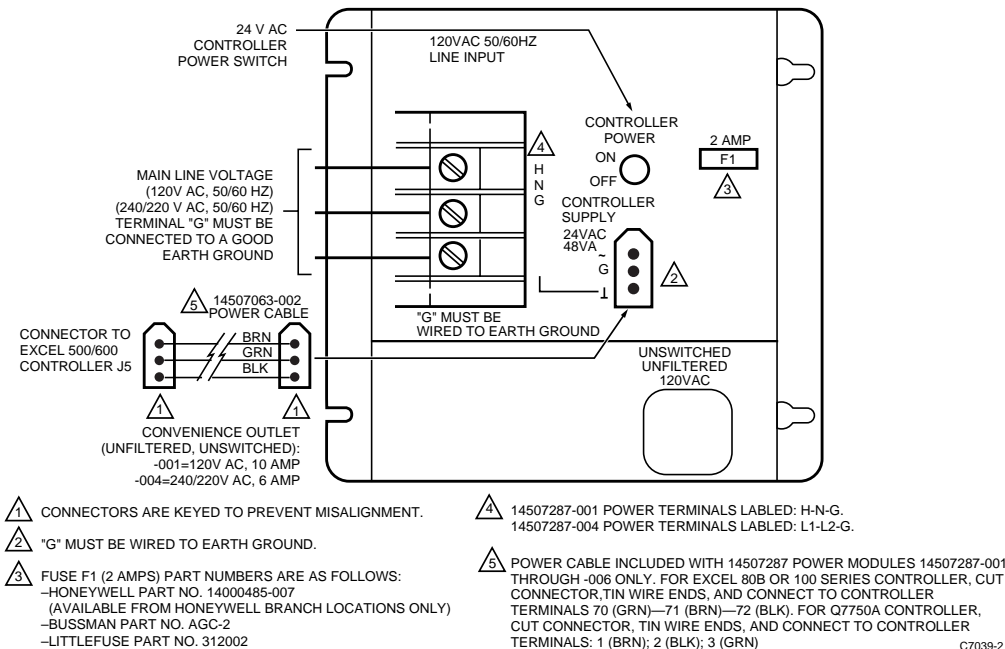 24 V AC
CONTROLLER
POWER SWITCH
120VAC 50/60HZ
LINE INPUT
CONTROLLER
POWER
ON
OFF
2 AMP
F1
3
4
H
N
G
MAIN LINE VOLTAGE
(120V AC, 50/60 HZ)
(240/220 V AC, 50/60 HZ)
TERMINAL "G" MUST BE
CONNECTED TO A GOOD
EARTH GROUND
CONTROLLER
SUPPLY
24VAC
48VA
~
G
⊥
2
"G" MUST BE
WIRED TO EARTH GROUND
5
14507063-002
POWER CABLE
CONNECTOR TO
EXCEL 500/600
CONTROLLER J5
BRN
GRN
BLK
1
1
UNSWITCHED
UNFILTERED
120VAC
CONVENIENCE OUTLET
(UNFILTERED, UNSWITCHED):
-001=120V AC, 10 AMP
-004=240/220V AC, 6 AMP
1 CONNECTORS ARE KEYED TO PREVENT MISALIGNMENT.
2 "G" MUST BE WIRED TO EARTH GROUND.
3 FUSE F1 (2 AMPS) PART NUMBERS ARE AS FOLLOWS:
–HONEYWELL PART NO. 14000485-007
(AVAILABLE FROM HONEYWELL BRANCH LOCATIONS ONLY)
–BUSSMAN PART NO. AGC-2
–LITTLEFUSE PART NO. 312002
4 14507287-001 POWER TERMINALS LABLED: H-N-G.
14507287-004 POWER TERMINALS LABLED: L1-L2-G.
5 POWER CABLE INCLUDED WITH 14507287 POWER MODULES 14507287-001
THROUGH -006 ONLY. FOR EXCEL 80B OR 100 SERIES CONTROLLER, CUT
CONNECTOR,TIN WIRE ENDS, AND CONNECT TO CONTROLLER
TERMINALS 70 (GRN)—71 (BRN)—72 (BLK). FOR Q7750A CONTROLLER,
CUT CONNECTOR, TIN WIRE ENDS, AND CONNECT TO CONTROLLER
TERMINALS: 1 (BRN); 2 (BLK); 3 (GRN)
C7039-2